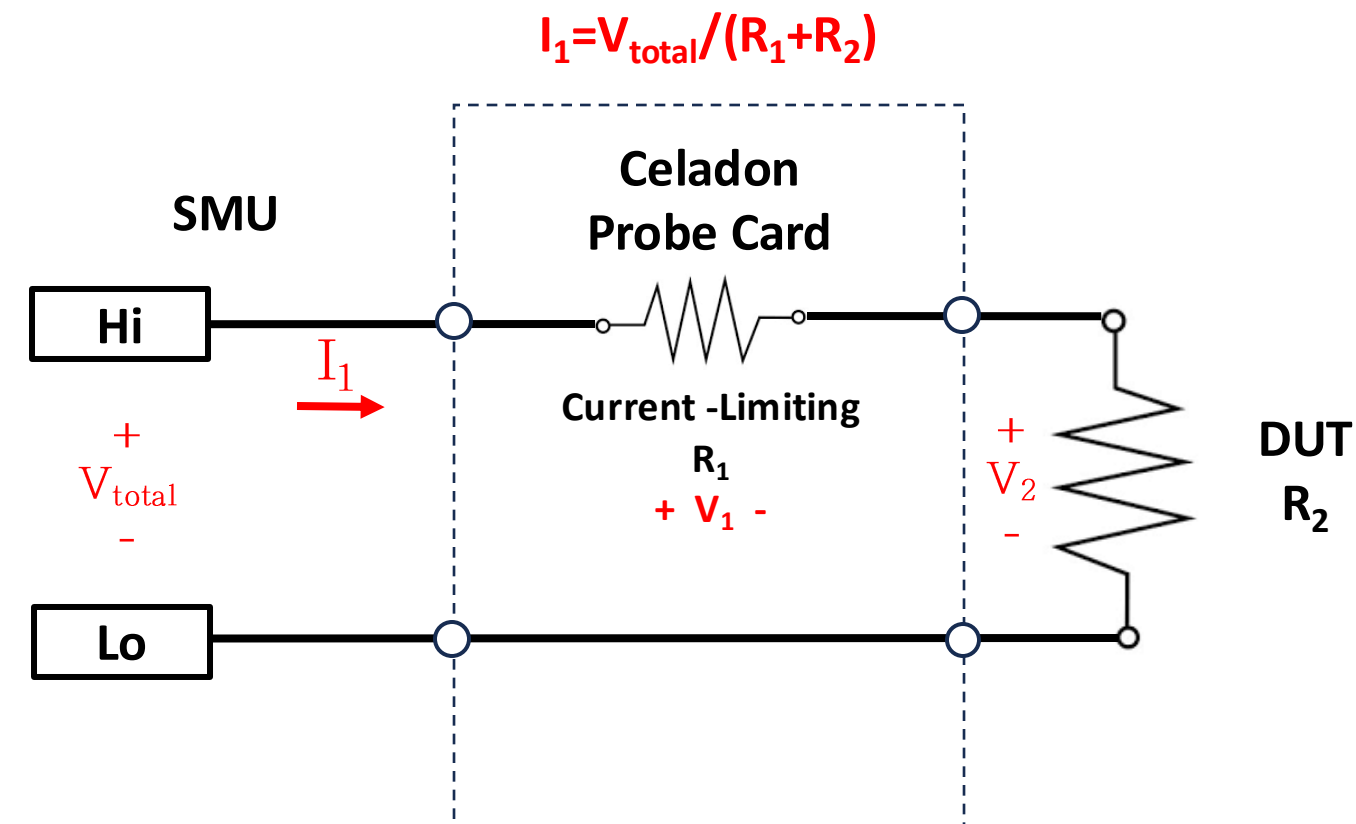 I₁=Vtotal/(R₁+R₂)
Celadon
Probe Card
SMU
Hi
I₁
+
Vtotal
-
Current -Limiting
R₁
+ V₁ -
+
V₂
-
DUT
R₂
Lo